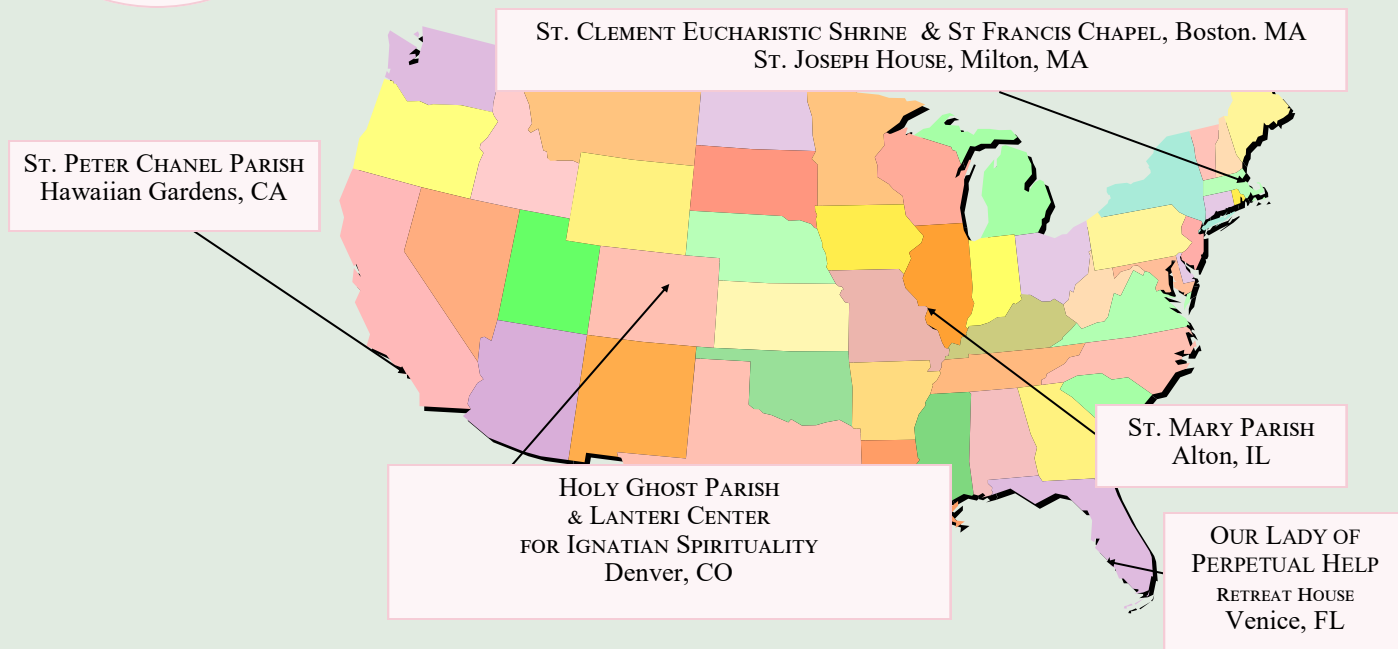 St. Clement Eucharistic Shrine & St Francis Chapel, Boston. MA
St. Joseph House, Milton, MA
St. Peter Chanel Parish
Hawaiian Gardens, CA
St. Mary Parish
Alton, IL
Holy Ghost Parish
& Lanteri Center
for Ignatian Spirituality
Denver, CO
Our Lady of
Perpetual Help
Retreat House
Venice, FL